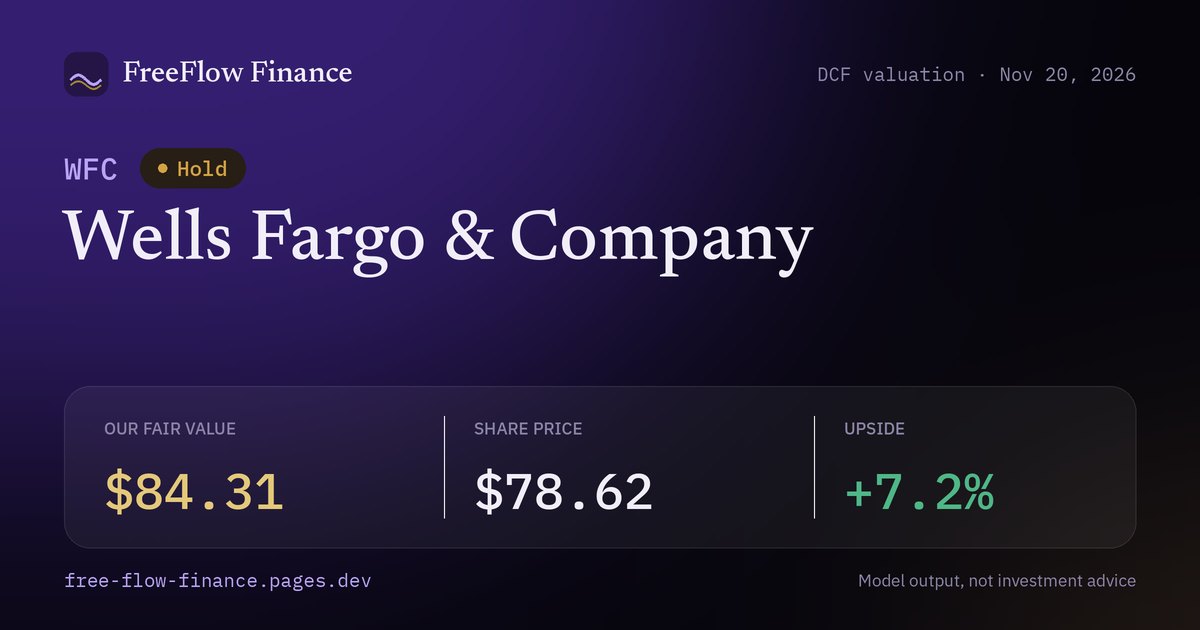 FreeFlow Finance
DCF valuation · Nov 20, 2026
WFC
Hold
Wells Fargo & Company
OUR FAIR VALUE
$84.31
SHARE PRICE
$78.62
UPSIDE
+7.2%
free-flow-finance.pages.dev
Model output, not investment advice